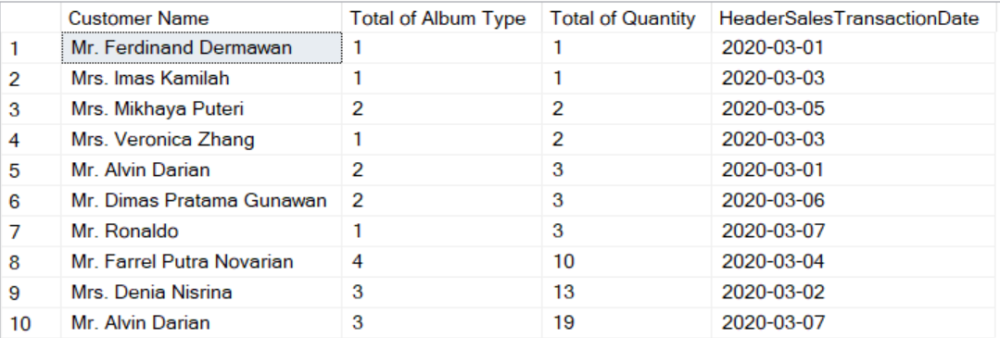 Customer Name Total of Album Type Total of Quantity HeaderSalesTransactionDate
1 Mr. Ferdinand Dermawan 1 1 2020-03-01
2 Mrs. Imas Kamilah 1 1 2020-03-03
3 Mrs. Mikhaya Puteri 2 2 2020-03-05
4 Mrs. Veronica Zhang 1 2 2020-03-03
5 Mr. Alvin Darian 2 3 2020-03-01
6 Mr. Dimas Pratama Gunawan 2 3 2020-03-06
7 Mr. Ronaldo 1 3 2020-03-07
8 Mr. Farrel Putra Novarian 4 10 2020-03-04
9 Mrs. Denia Nisrina 3 13 2020-03-02
10 Mr. Alvin Darian 3 19 2020-03-07